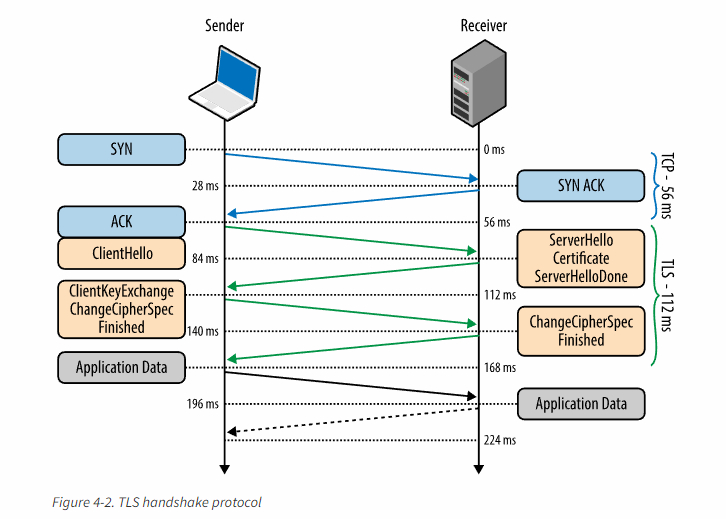 Sender
Receiver
SYN
0 ms
28 ms
SYN ACK
TCP - 56 ms
ACK
56 ms
ClientHello
84 ms
ServerHello
Certificate
ServerHelloDone
TLS - 112 ms
ClientKeyExchange
ChangeCipherSpec
Finished
112 ms
140 ms
ChangeCipherSpec
Finished
Application Data
168 ms
196 ms
Application Data
224 ms
Figure 4-2. TLS handshake protocol